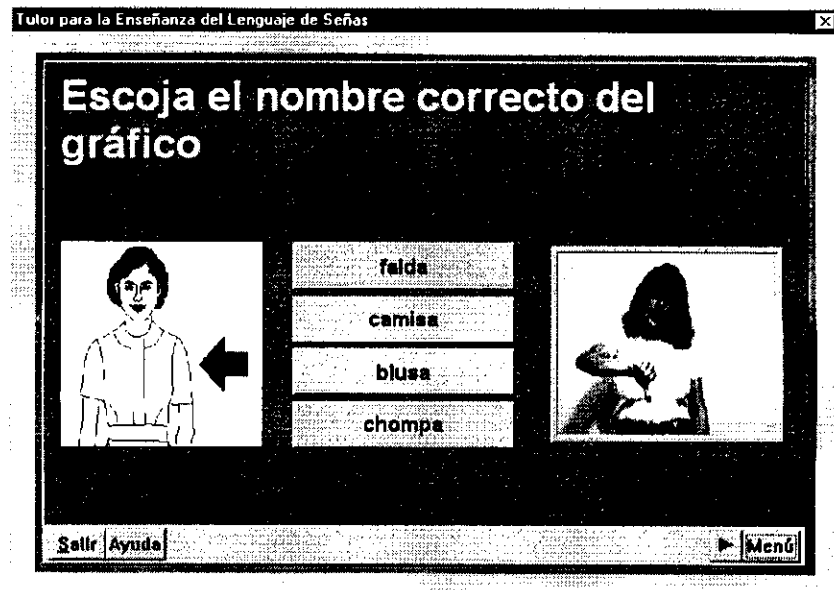 Tutor para la Enseñanza del Lenguaje de Señas
Escoja el nombre correcto del
gráfico
falda
camisa
blusa
chompa
Salir Ayuda Menú